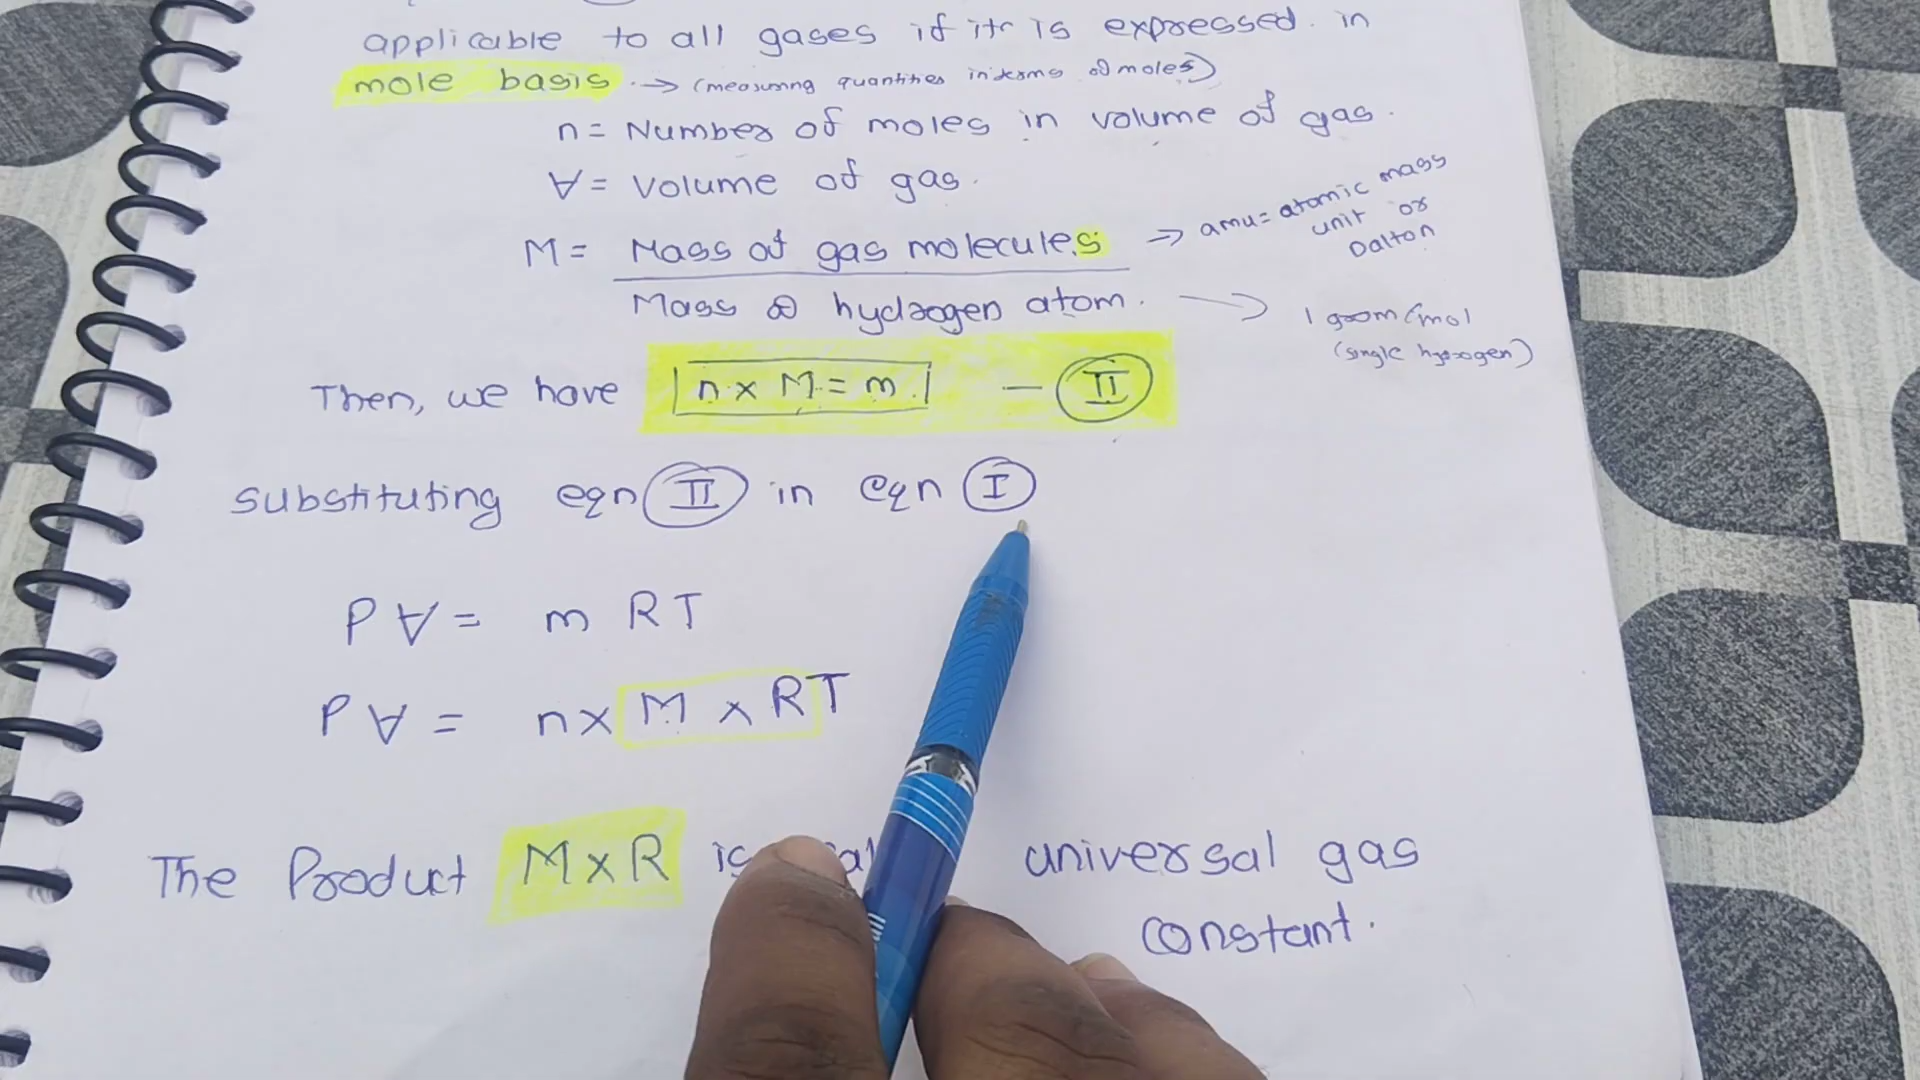 applicable to all gases if it is expressed in
mole basis → (measuring quantities in terms of moles)
n = Number of moles in volume of gas.
∀ = Volume of gas.
M = Mass of gas molecules → amu = atomic mass
unit or
Dalton
Mass of hydrogen atom. → 1 gram/mol
(single hydrogen)
Then, we have n x M = m - II
substituting eqn II in eqn I
P∀ = m RT
P∀ = n x M x RT
The Product M x R is universal gas
constant.